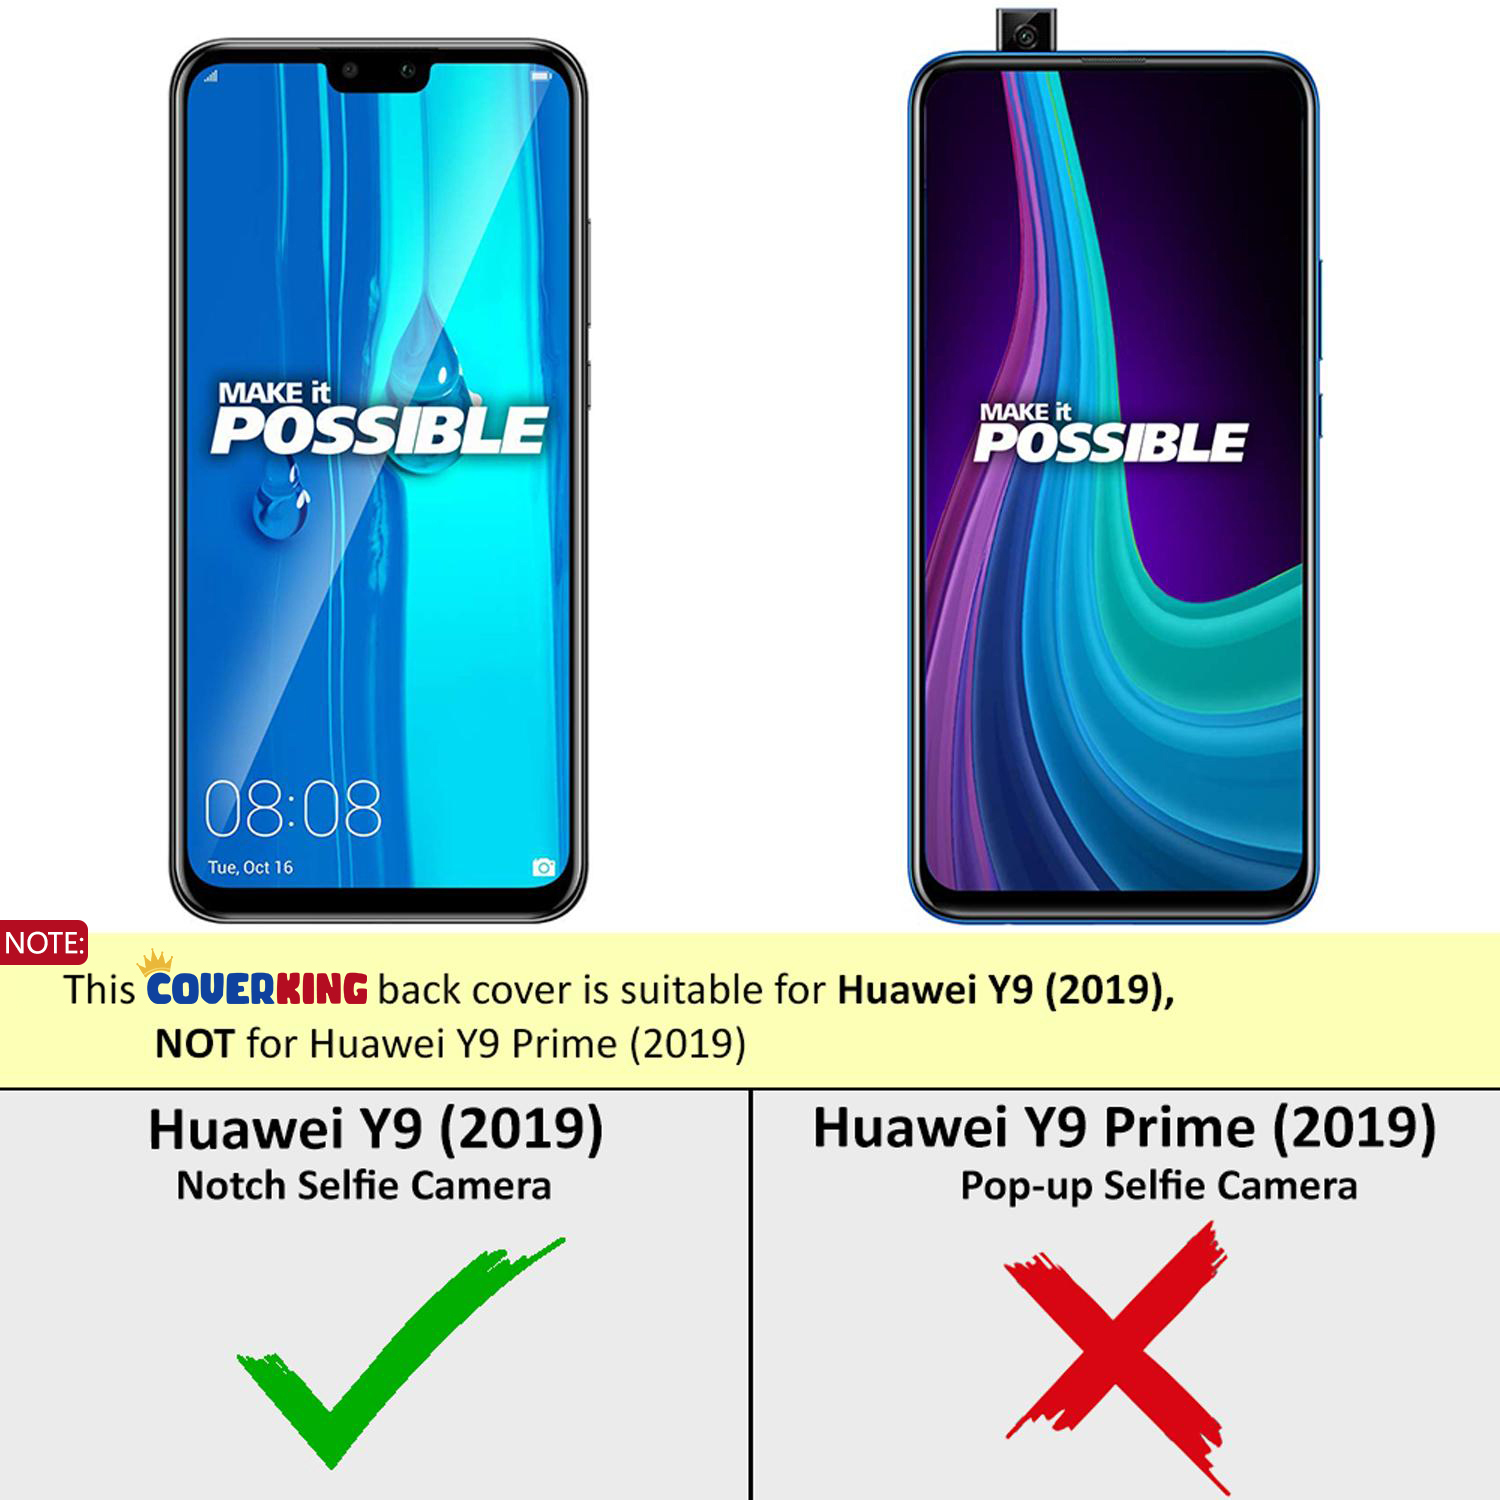 MAKE it
POSSIBLE
08:08
Tue, Oct 16
MAKE it
POSSIBLE
NOTE:
This COVERKING back cover is suitable for Huawei Y9 (2019),
NOT for Huawei Y9 Prime (2019)
Huawei Y9 (2019)
Notch Selfie Camera
Huawei Y9 Prime (2019)
Pop-up Selfie Camera